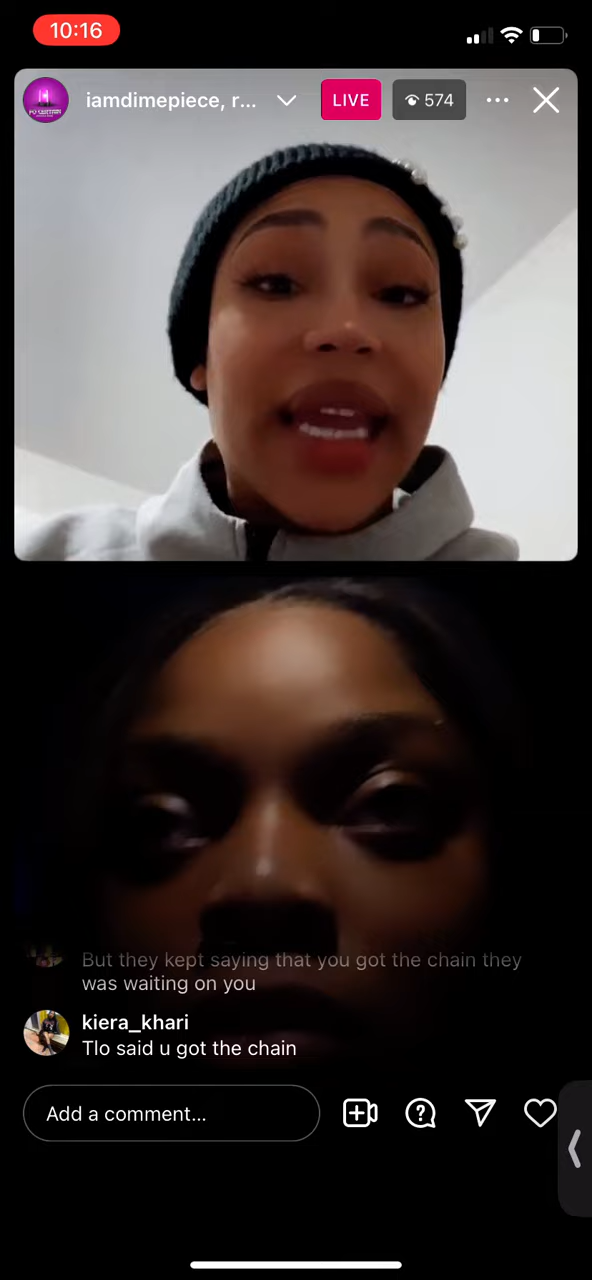 10:16
iamdimepiece, r...
LIVE
574
But they kept saying that you got the chain they
was waiting on you
kiera_khari
Tlo said u got the chain
Add a comment...